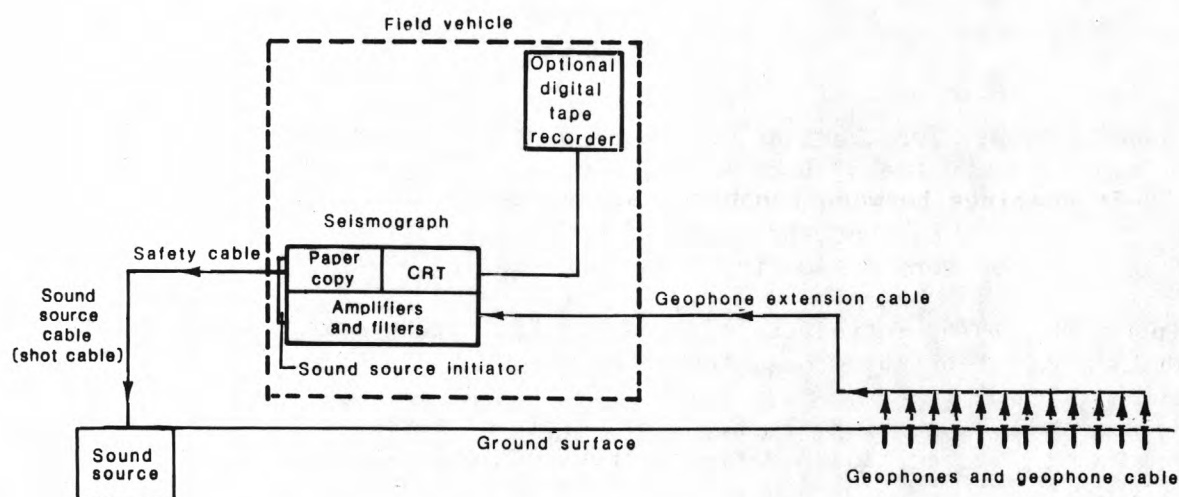 Field vehicle
Optional
digital
tape
recorder
Seismograph
Safety cable
Paper
copy
CRT
Sound
source
cable
(shot cable)
Amplifiers
and filters
Geophone extension cable
Sound source initiator
Ground surface
Sound
source
Geophones and geophone cable